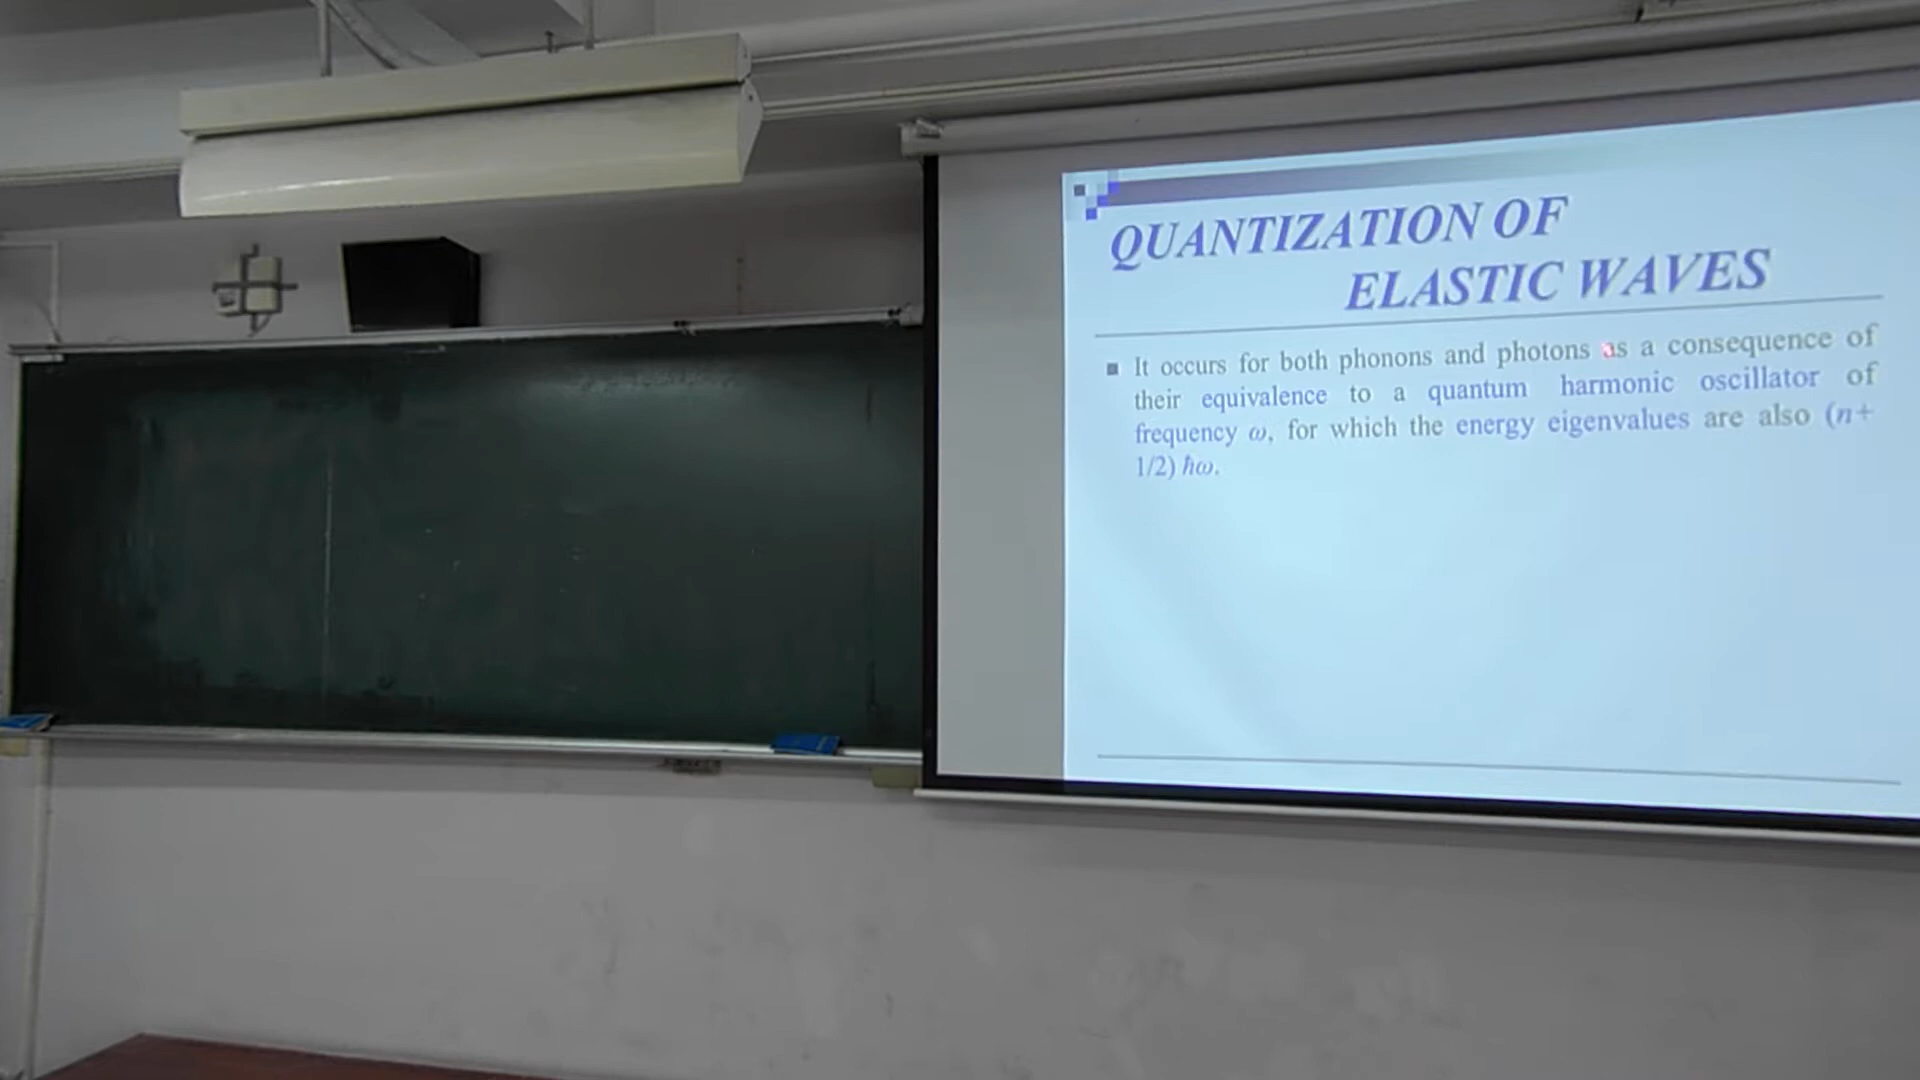 QUANTIZATION OF
ELASTIC WAVES
It occurs for both phonons and photons as a consequence of
their equivalence to a quantum harmonic oscillator of
frequency ω, for which the energy eigenvalues are also (n+
1/2) ℏω.